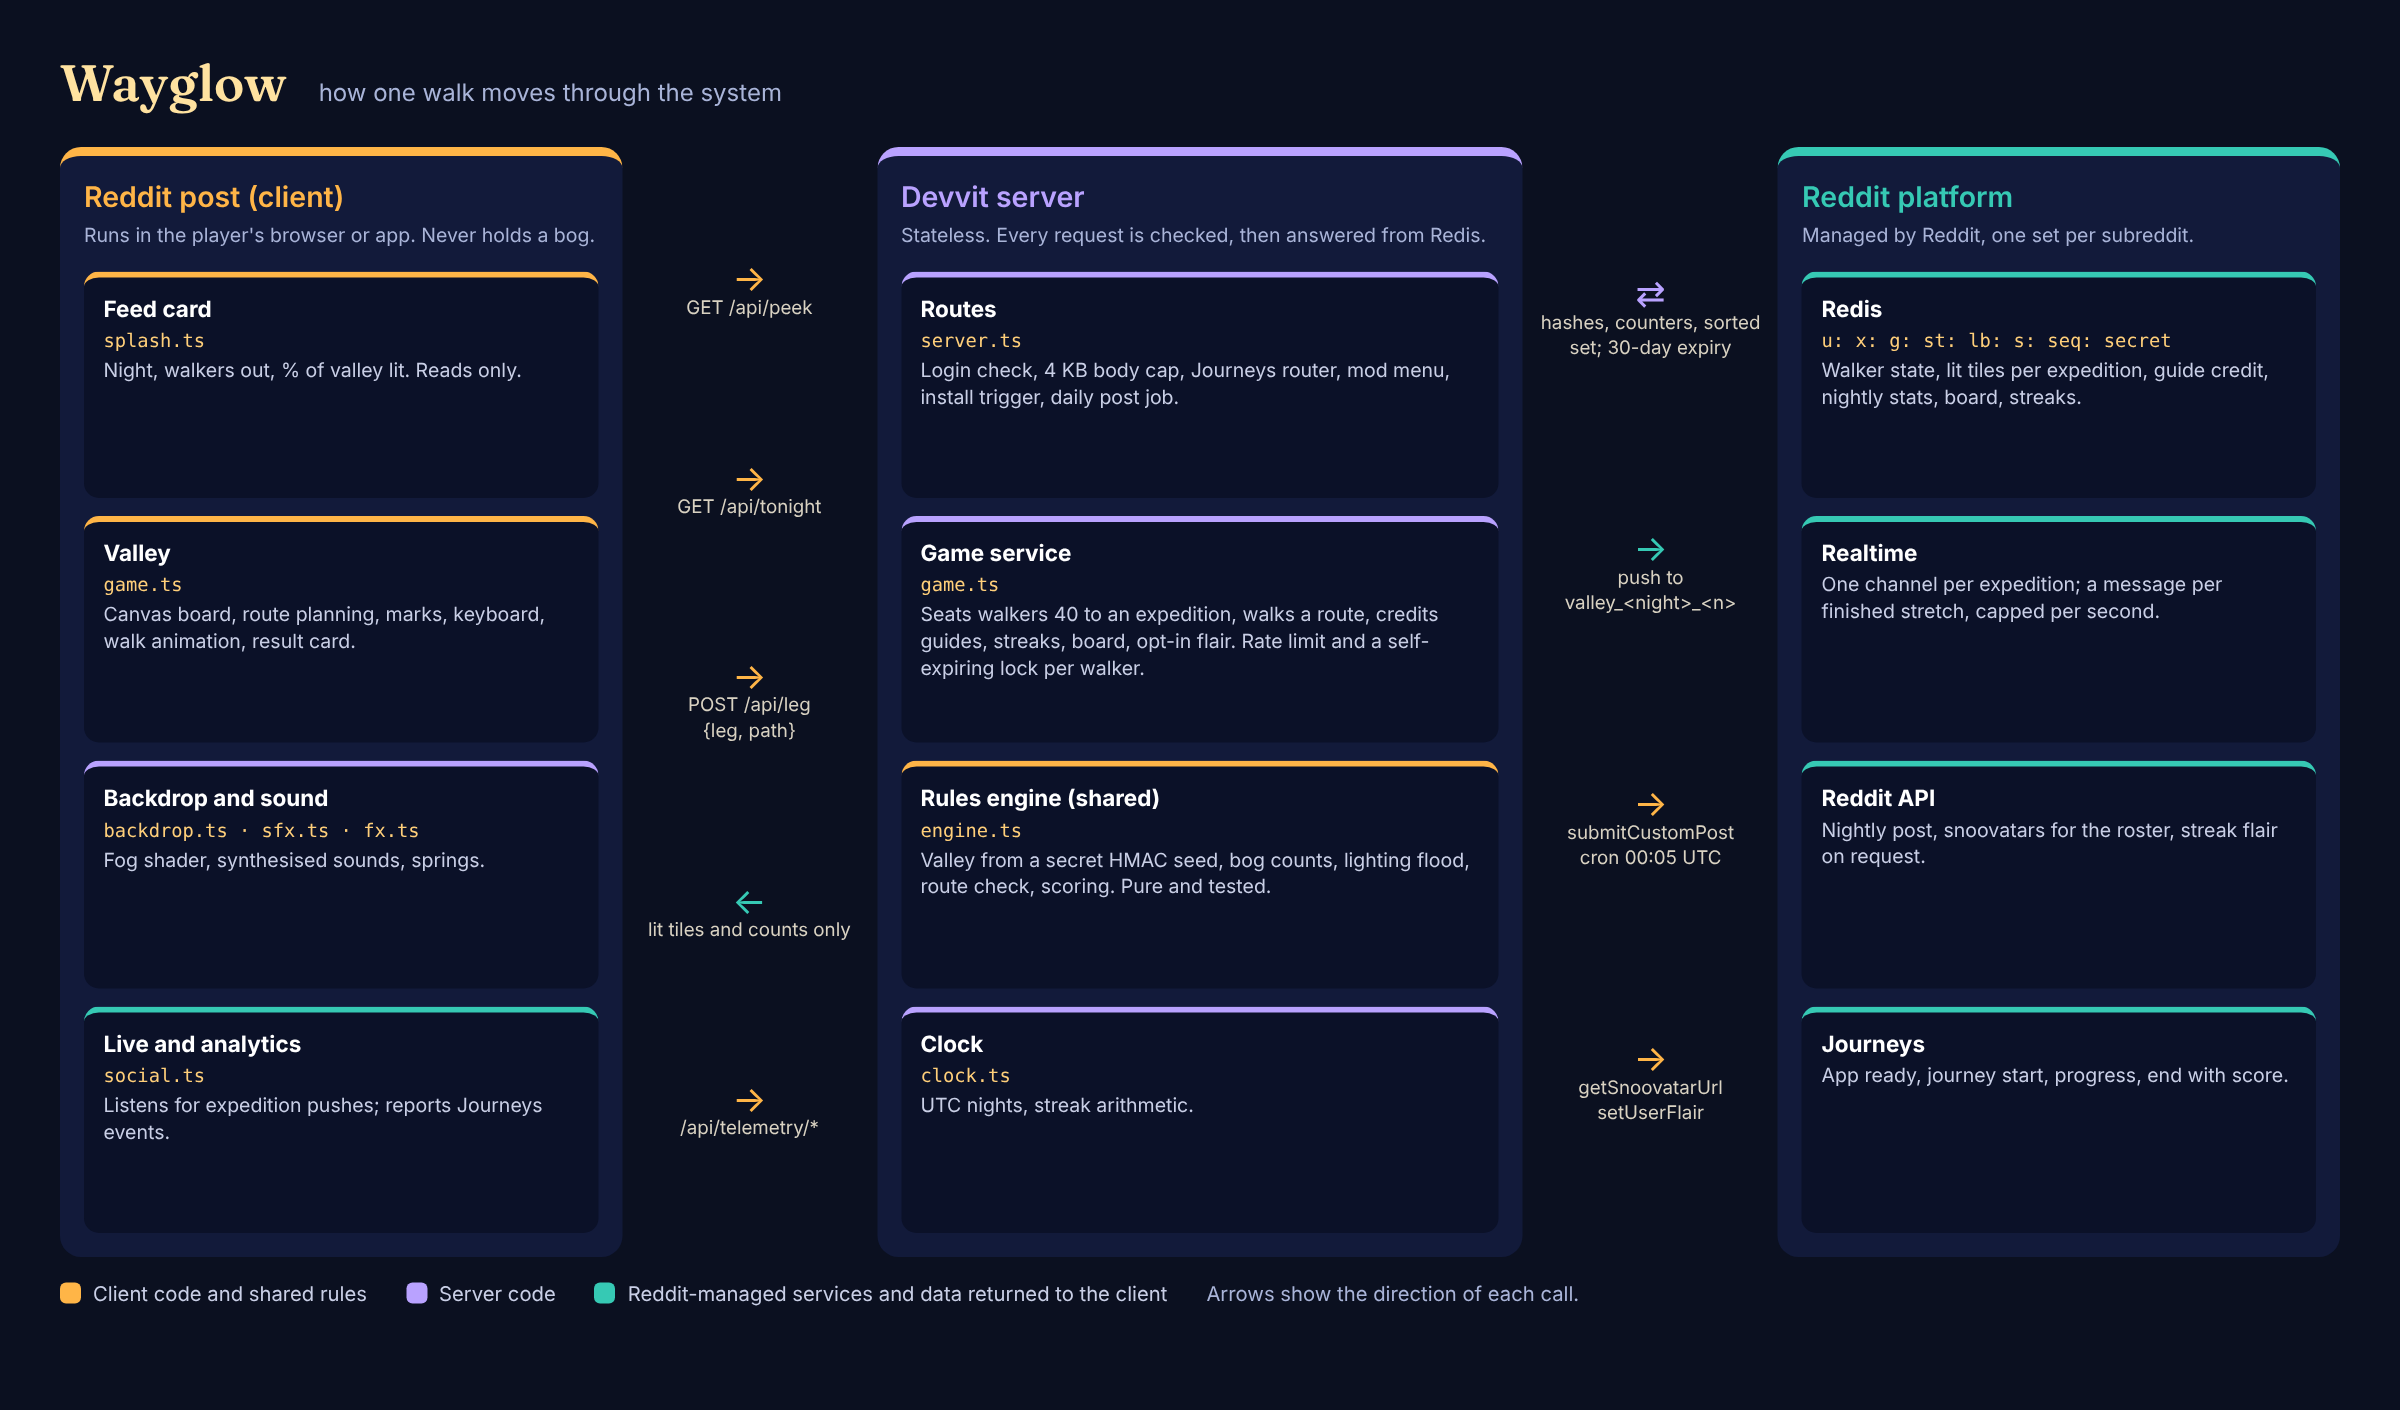 Wayglow
how one walk moves through the system
Reddit post (client)
Runs in the player's browser or app. Never holds a bog.
Feed card
splash.ts
Night, walkers out, % of valley lit. Reads only.
Valley
game.ts
Canvas board, route planning, marks, keyboard,
walk animation, result card.
Backdrop and sound
backdrop.ts · sfx.ts · fx.ts
Fog shader, synthesised sounds, springs.
Live and analytics
social.ts
Listens for expedition pushes; reports Journeys
events.
→
GET /api/peek
→
GET /api/tonight
→
POST /api/leg
{leg, path}
←
lit tiles and counts only
→
/api/telemetry/*
Devvit server
Stateless. Every request is checked, then answered from Redis.
Routes
server.ts
Login check, 4 KB body cap, Journeys router, mod menu,
install trigger, daily post job.
Game service
game.ts
Seats walkers 40 to an expedition, walks a route, credits
guides, streaks, board, opt-in flair. Rate limit and a self-
expiring lock per walker.
Rules engine (shared)
engine.ts
Valley from a secret HMAC seed, bog counts, lighting flood,
route check, scoring. Pure and tested.
Clock
clock.ts
UTC nights, streak arithmetic.
⇄
hashes, counters, sorted
set; 30-day expiry
→
push to
valley_<night>_<n>
→
submitCustomPost
cron 00:05 UTC
→
getSnoovatarUrl
setUserFlair
Reddit platform
Managed by Reddit, one set per subreddit.
Redis
u: x: g: st: lb: s: seq: secret
Walker state, lit tiles per expedition, guide credit,
nightly stats, board, streaks.
Realtime
One channel per expedition; a message per
finished stretch, capped per second.
Reddit API
Nightly post, snoovatars for the roster, streak flair
on request.
Journeys
App ready, journey start, progress, end with score.
Client code and shared rules
Server code
Reddit-managed services and data returned to the client
Arrows show the direction of each call.